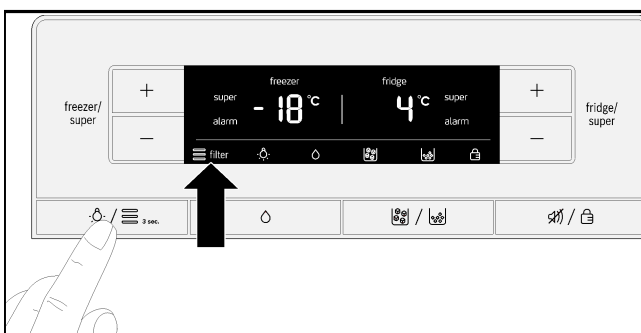 freezer/
super
+
−
super
alarm
freezer
-18 °C
fridge
4 °C
super
alarm
filter
+
−
fridge/
super
/ 3 sec.
/
/